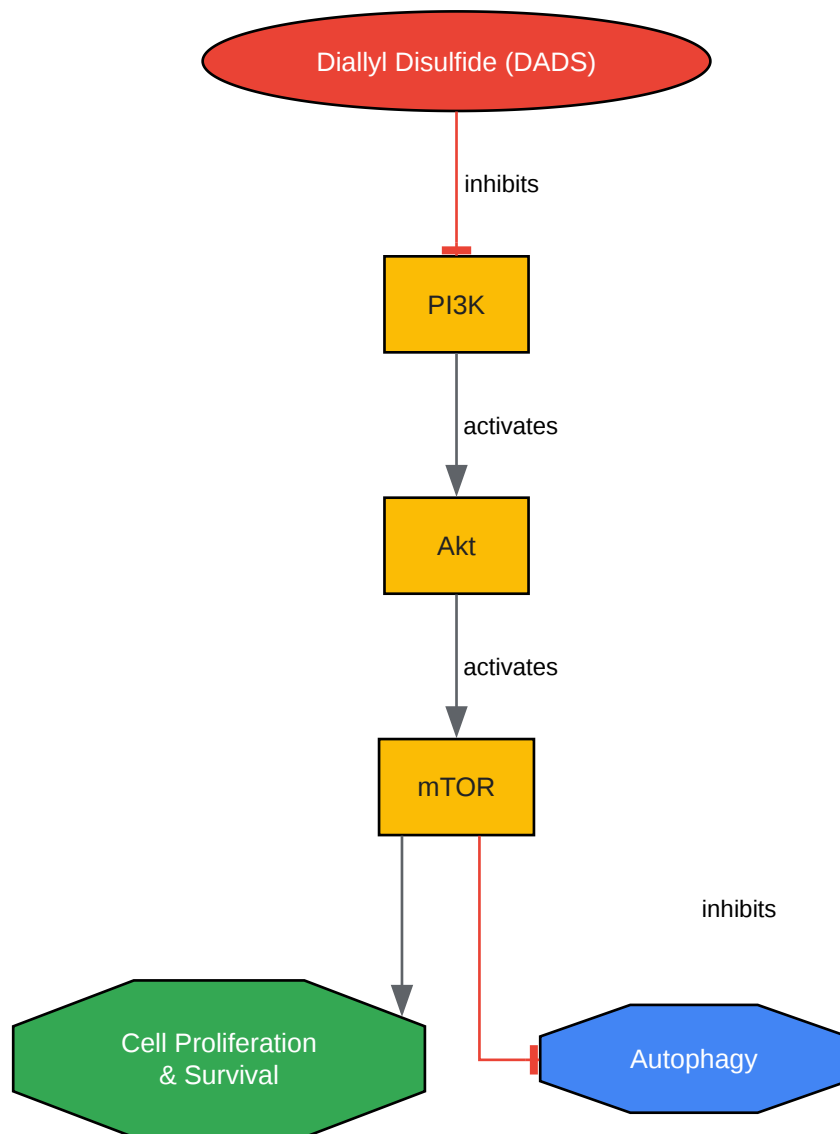 Diallyl Disulfide (DADS)
inhibits
PI3K
activates
Akt
activates
mTOR
inhibits
Cell Proliferation
& Survival
Autophagy